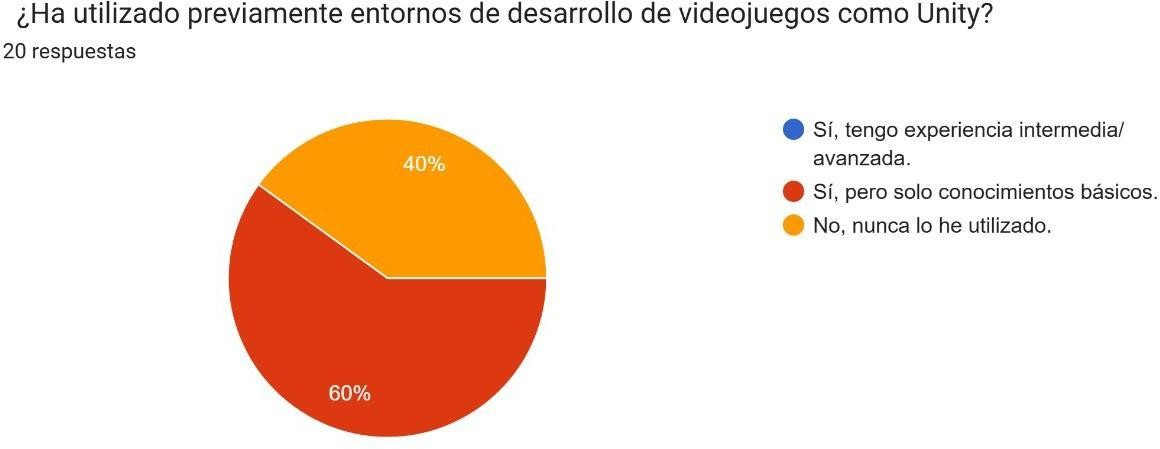 ¿Ha utilizado previamente entornos de desarrollo de videojuegos como Unity?
20 respuestas
40%
60%
Sí, tengo experiencia intermedia/
avanzada.
Sí, pero solo conocimientos básicos.
No, nunca lo he utilizado.